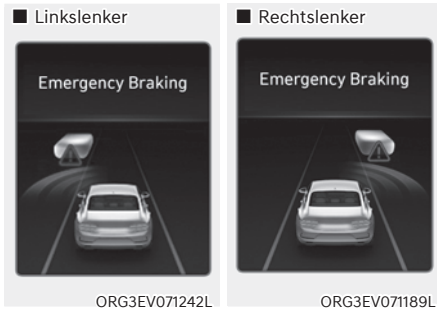 ■ Linkslenker
Emergency Braking
ORG3EV071242L
■ Rechtslenker
Emergency Braking
ORG3EV071189L